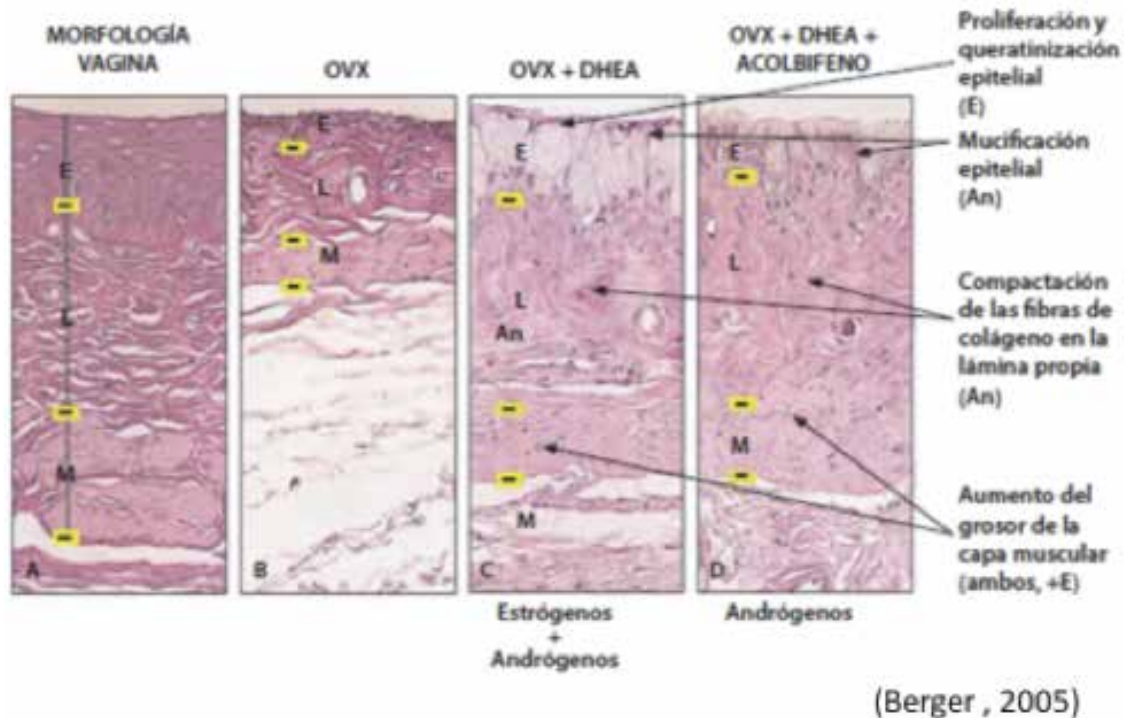 MORFOLOGÍA
VAGINA
OVX
OVX + DHEA
OVX + DHEA +
ACOLBIFENO
Proliferación y
queratinización
epitelial
(E)
Mucificación
epitelial
(An)
Compactación
de las fibras de
colágeno en la
lámina propia
(An)
Aumento del
grosor de la
capa muscular
(ambos, +E)
E
L
M
A
E
L
M
B
E
L
An
M
C
E
L
M
D
Estrógenos
+
Andrógenos
Andrógenos
(Berger , 2005)